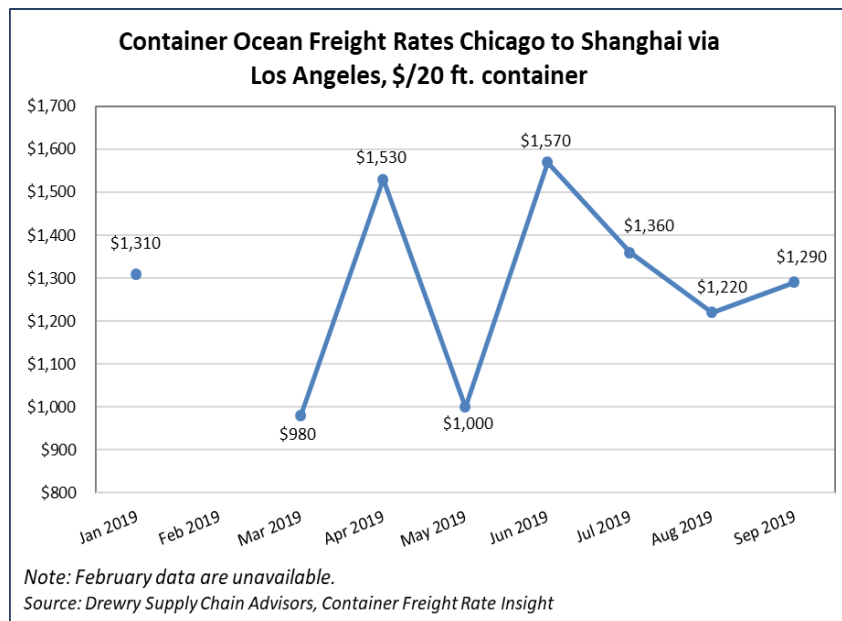 Container Ocean Freight Rates Chicago to Shanghai via
Los Angeles, $/20 ft. container
$1,700
$1,600
$1,500
$1,400
$1,300
$1,200
$1,100
$1,000
$900
$800
$1,310
$980
$1,530
$1,000
$1,570
$1,360
$1,220
$1,290
Jan 2019
Feb 2019
Mar 2019
Apr 2019
May 2019
Jun 2019
Jul 2019
Aug 2019
Sep 2019
Note: February data are unavailable.
Source: Drewry Supply Chain Advisors, Container Freight Rate Insight